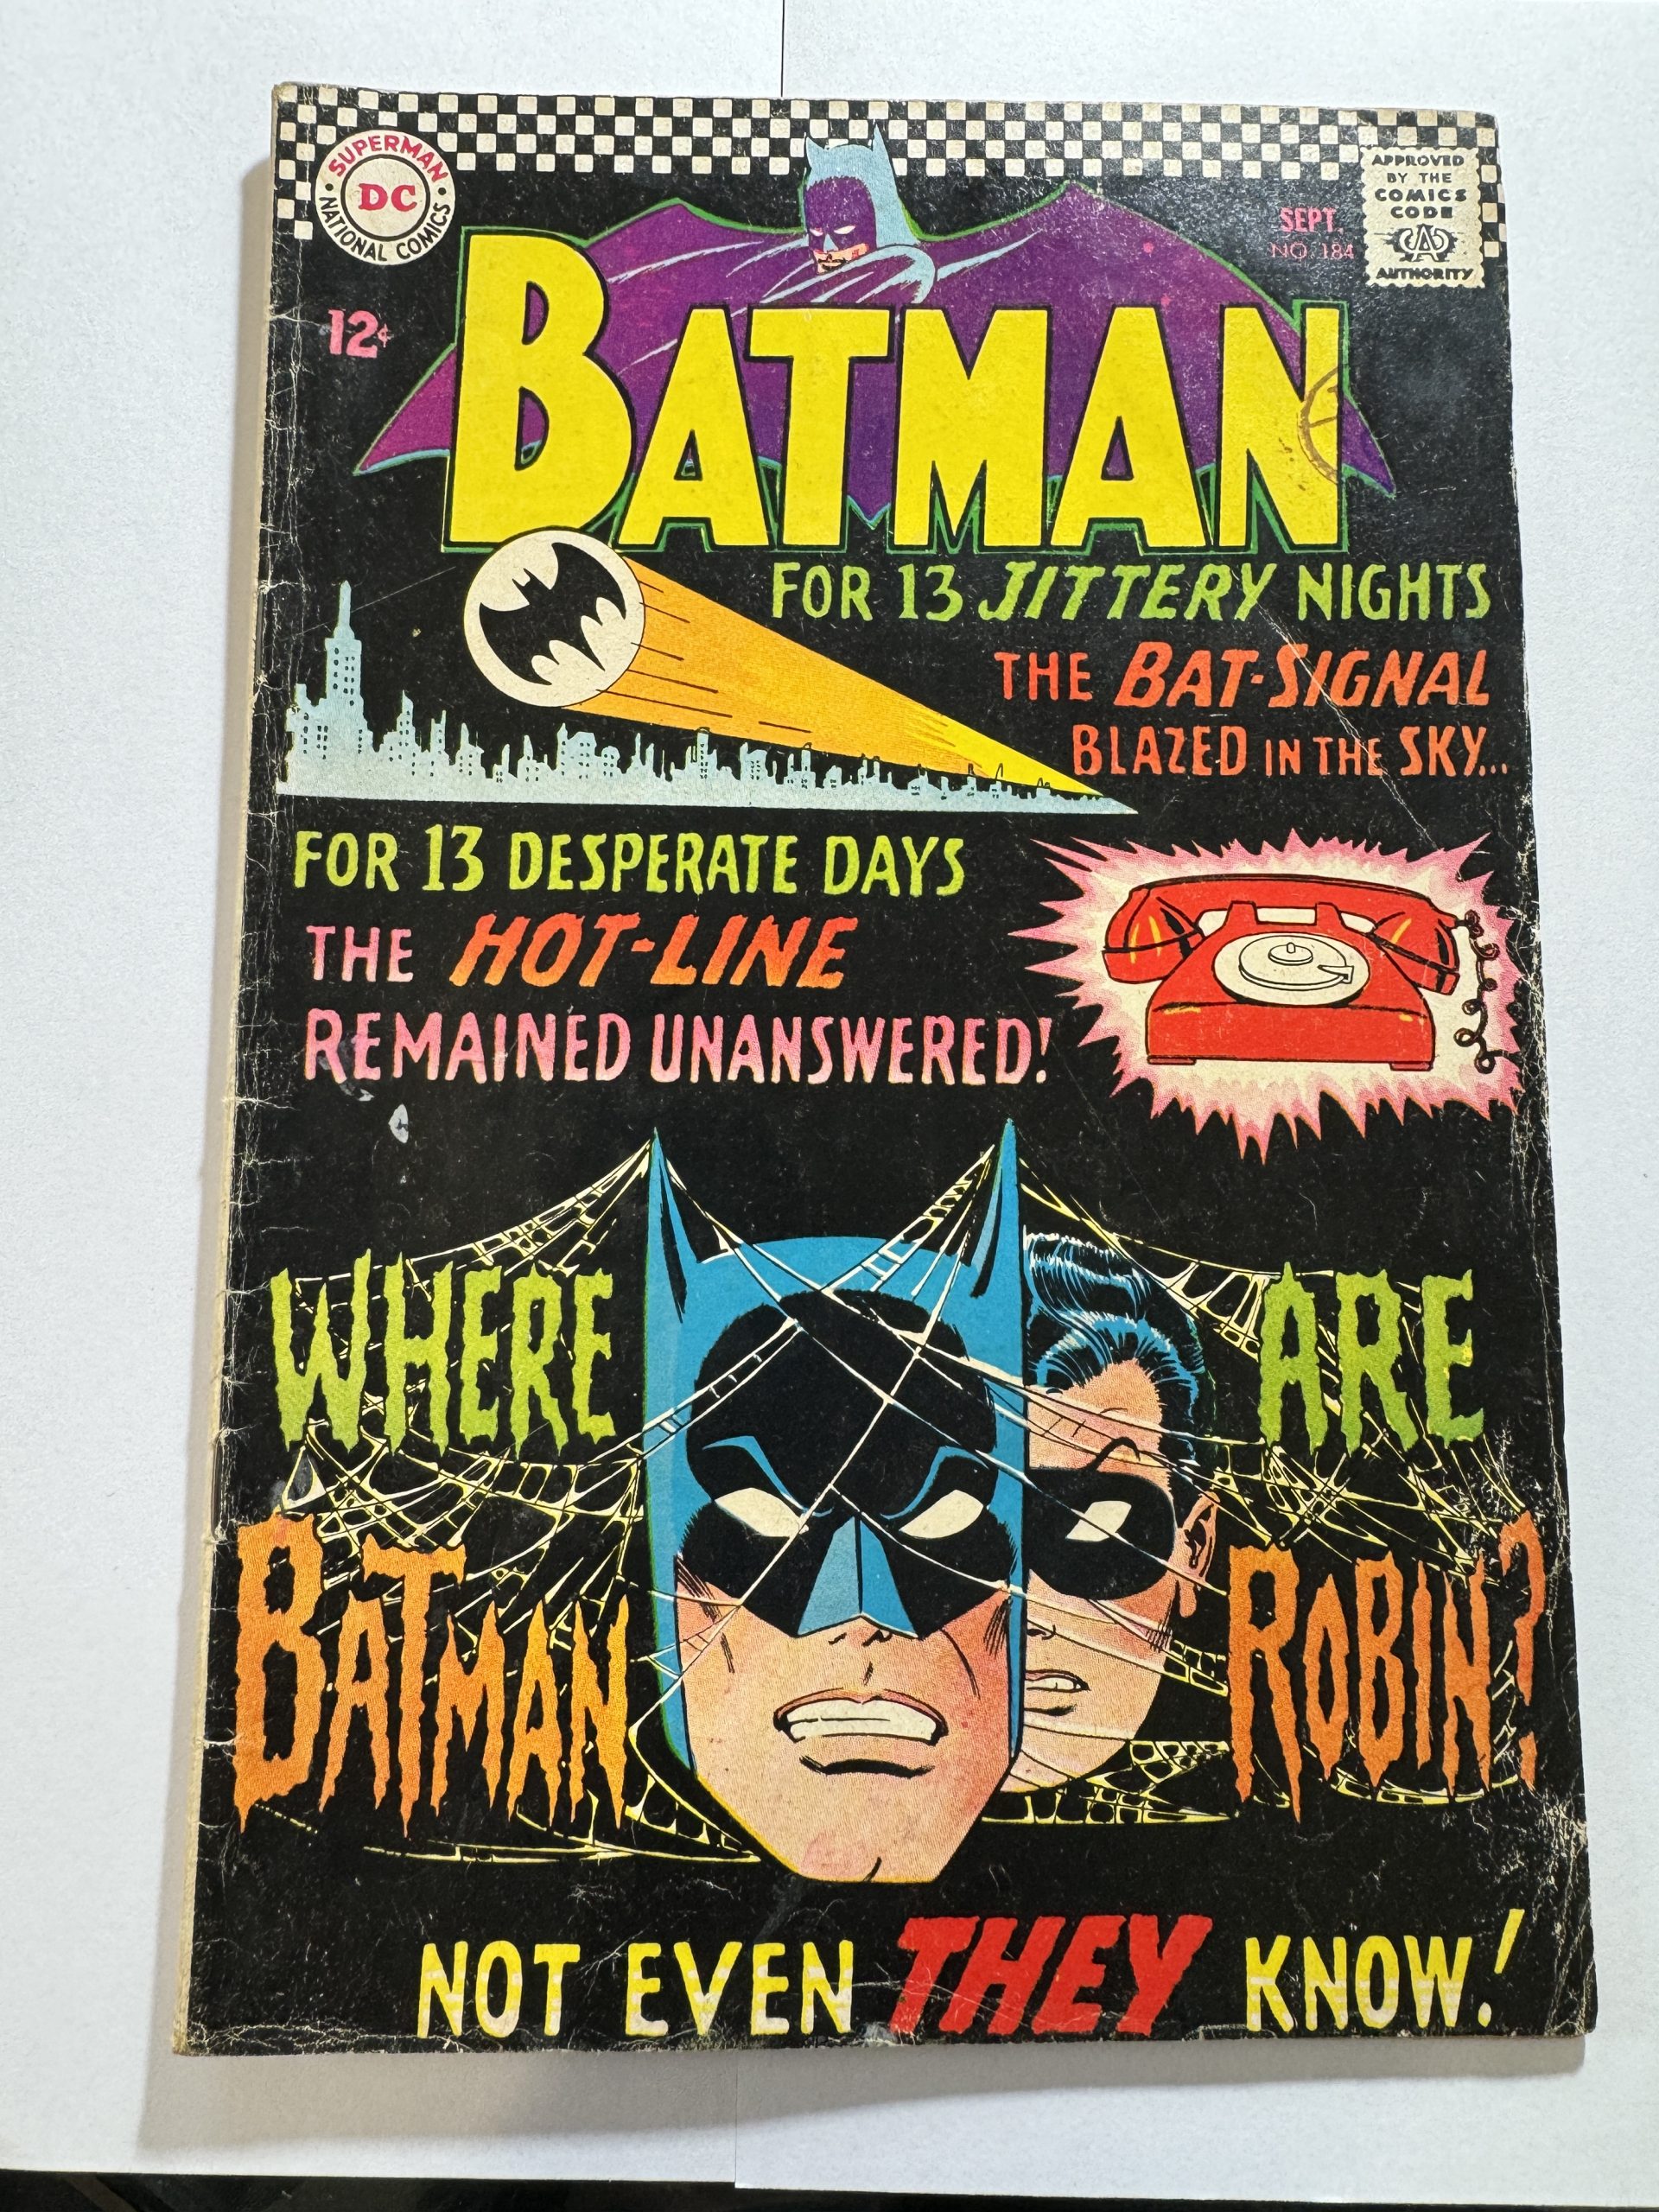 SUPERMAN
DC
NATIONAL COMICS
APPROVED
BY THE
COMICS
CODE
AUTHORITY
SEPT.
NO. 184
12¢
BATMAN
FOR 13 JITTERY NIGHTS
THE BAT-SIGNAL
BLAZED IN THE SKY...
FOR 13 DESPERATE DAYS
THE HOT-LINE
REMAINED UNANSWERED!
WHERE ARE
BATMAN ROBIN?
NOT EVEN THEY KNOW!